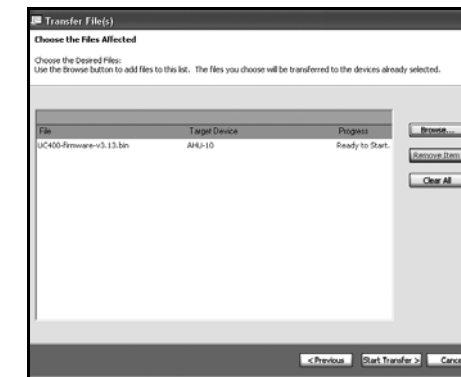 Transfer File(s)
Choose the Files Affected
Choose the Desired Files:
Use the Browse button to add files to this list. The files you choose will be transferred to the devices already selected.
File Target Device Progress
UC400-firmware-v3.13.bin AHU-10 Ready to Start.
Browse...
Remove Item
Clear All
< Previous Start Transfer > Cance